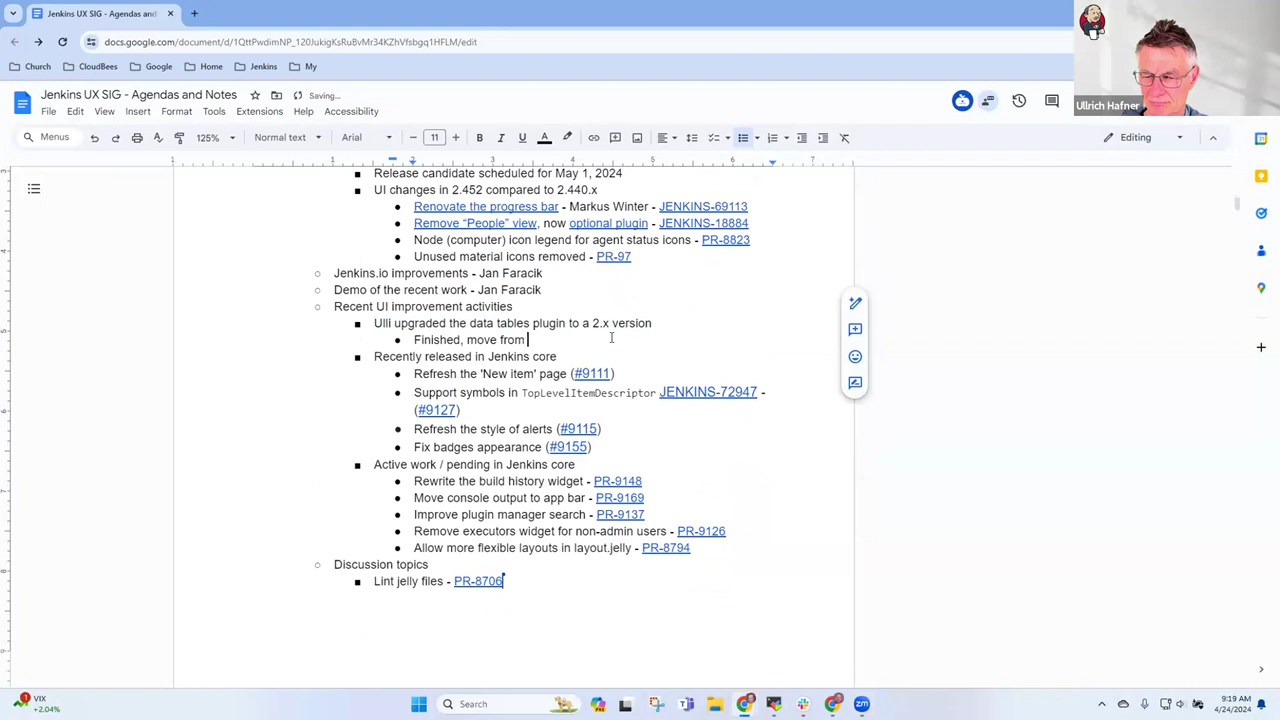 Jenkins UX SIG - Agendas and
docs.google.com/document/d/1QttPwdimNP_120JukigKsRuBvMr34KZhVfsbgq1HFLM/edit
Church
CloudBees
Google
Home
Jenkins
My
Ullrich Hafner
Jenkins UX SIG - Agendas and Notes
Saving...
File Edit View Insert Format Tools Extensions Help Accessibility
Menus
125%
Normal text
Arial
11
B I U A
Editing
1 1 2 3 4 5 6 7
Release candidate scheduled for May 1, 2024
UI changes in 2.452 compared to 2.440.x
Renovate the progress bar - Markus Winter - JENKINS-69113
Remove “People” view, now optional plugin - JENKINS-18884
Node (computer) icon legend for agent status icons - PR-8823
Unused material icons removed - PR-97
Jenkins.io improvements - Jan Faracik
Demo of the recent work - Jan Faracik
Recent UI improvement activities
Ulli upgraded the data tables plugin to a 2.x version
Finished, move from
Recently released in Jenkins core
Refresh the 'New item' page (#9111)
Support symbols in TopLevelItemDescriptor JENKINS-72947 -
(#9127)
Refresh the style of alerts (#9115)
Fix badges appearance (#9155)
Active work / pending in Jenkins core
Rewrite the build history widget - PR-9148
Move console output to app bar - PR-9169
Improve plugin manager search - PR-9137
Remove executors widget for non-admin users - PR-9126
Allow more flexible layouts in layout.jelly - PR-8794
Discussion topics
Lint jelly files - PR-8706
1
VIX
+2.04%
Search
9:19 AM
4/24/2024